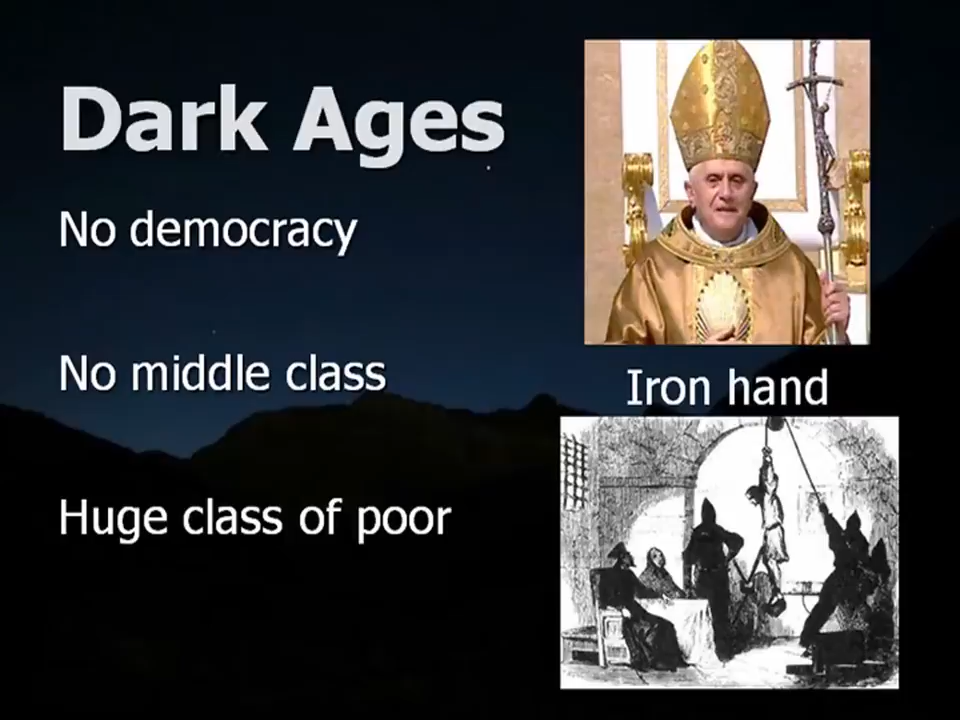 Dark Ages
No democracy
No middle class
Huge class of poor
Iron hand